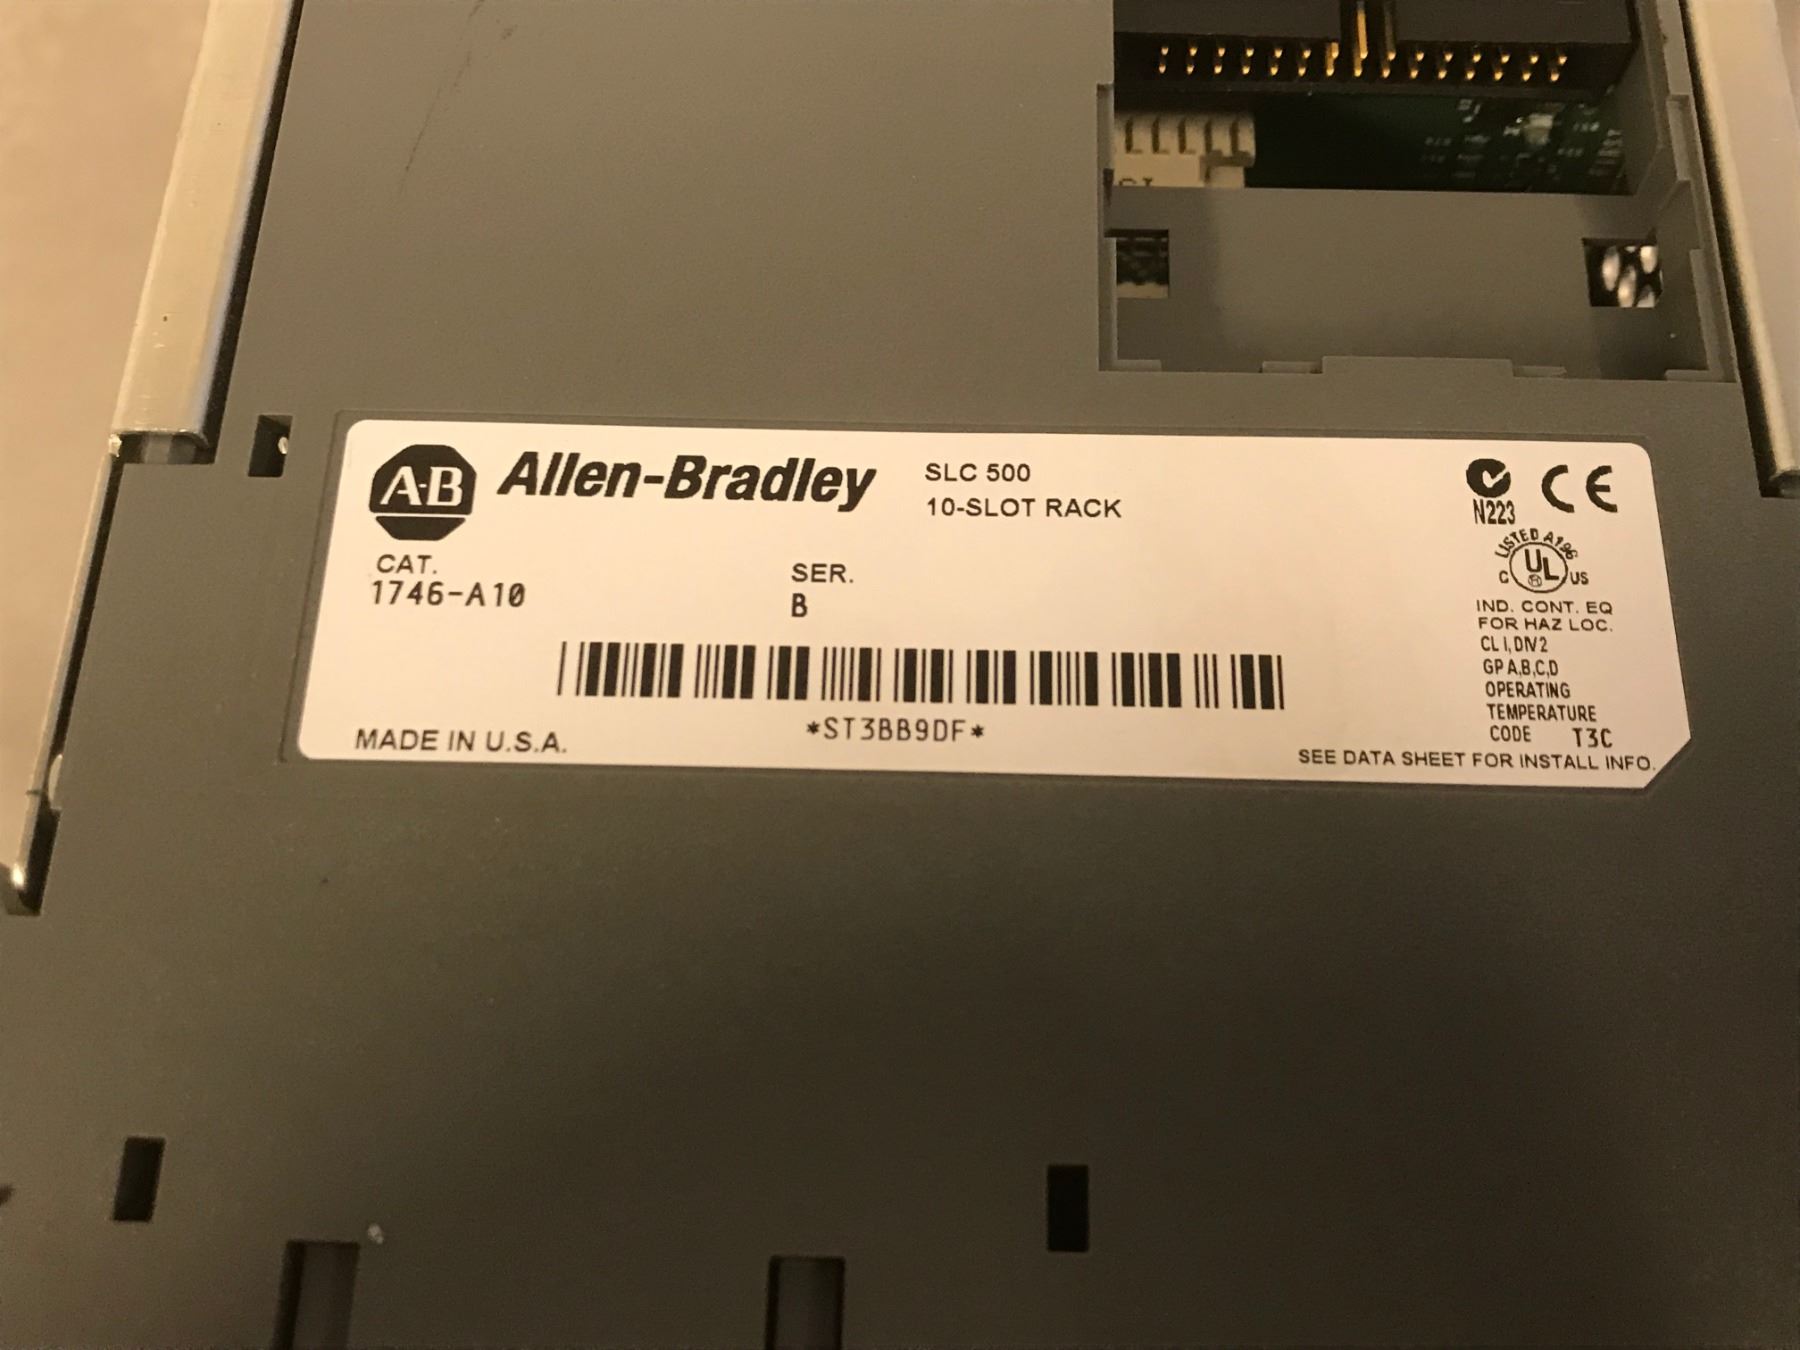 A-B Allen-Bradley
SLC 500
10-SLOT RACK
CAT.
1746-A10
SER.
B
*ST3BB9DF*
MADE IN U.S.A.
N223
CE
LISTED A196
C UL US
IND. CONT. EQ
FOR HAZ LOC.
CL I, DIV 2
GP A,B,C,D
OPERATING
TEMPERATURE
CODE T3C
SEE DATA SHEET FOR INSTALL INFO.